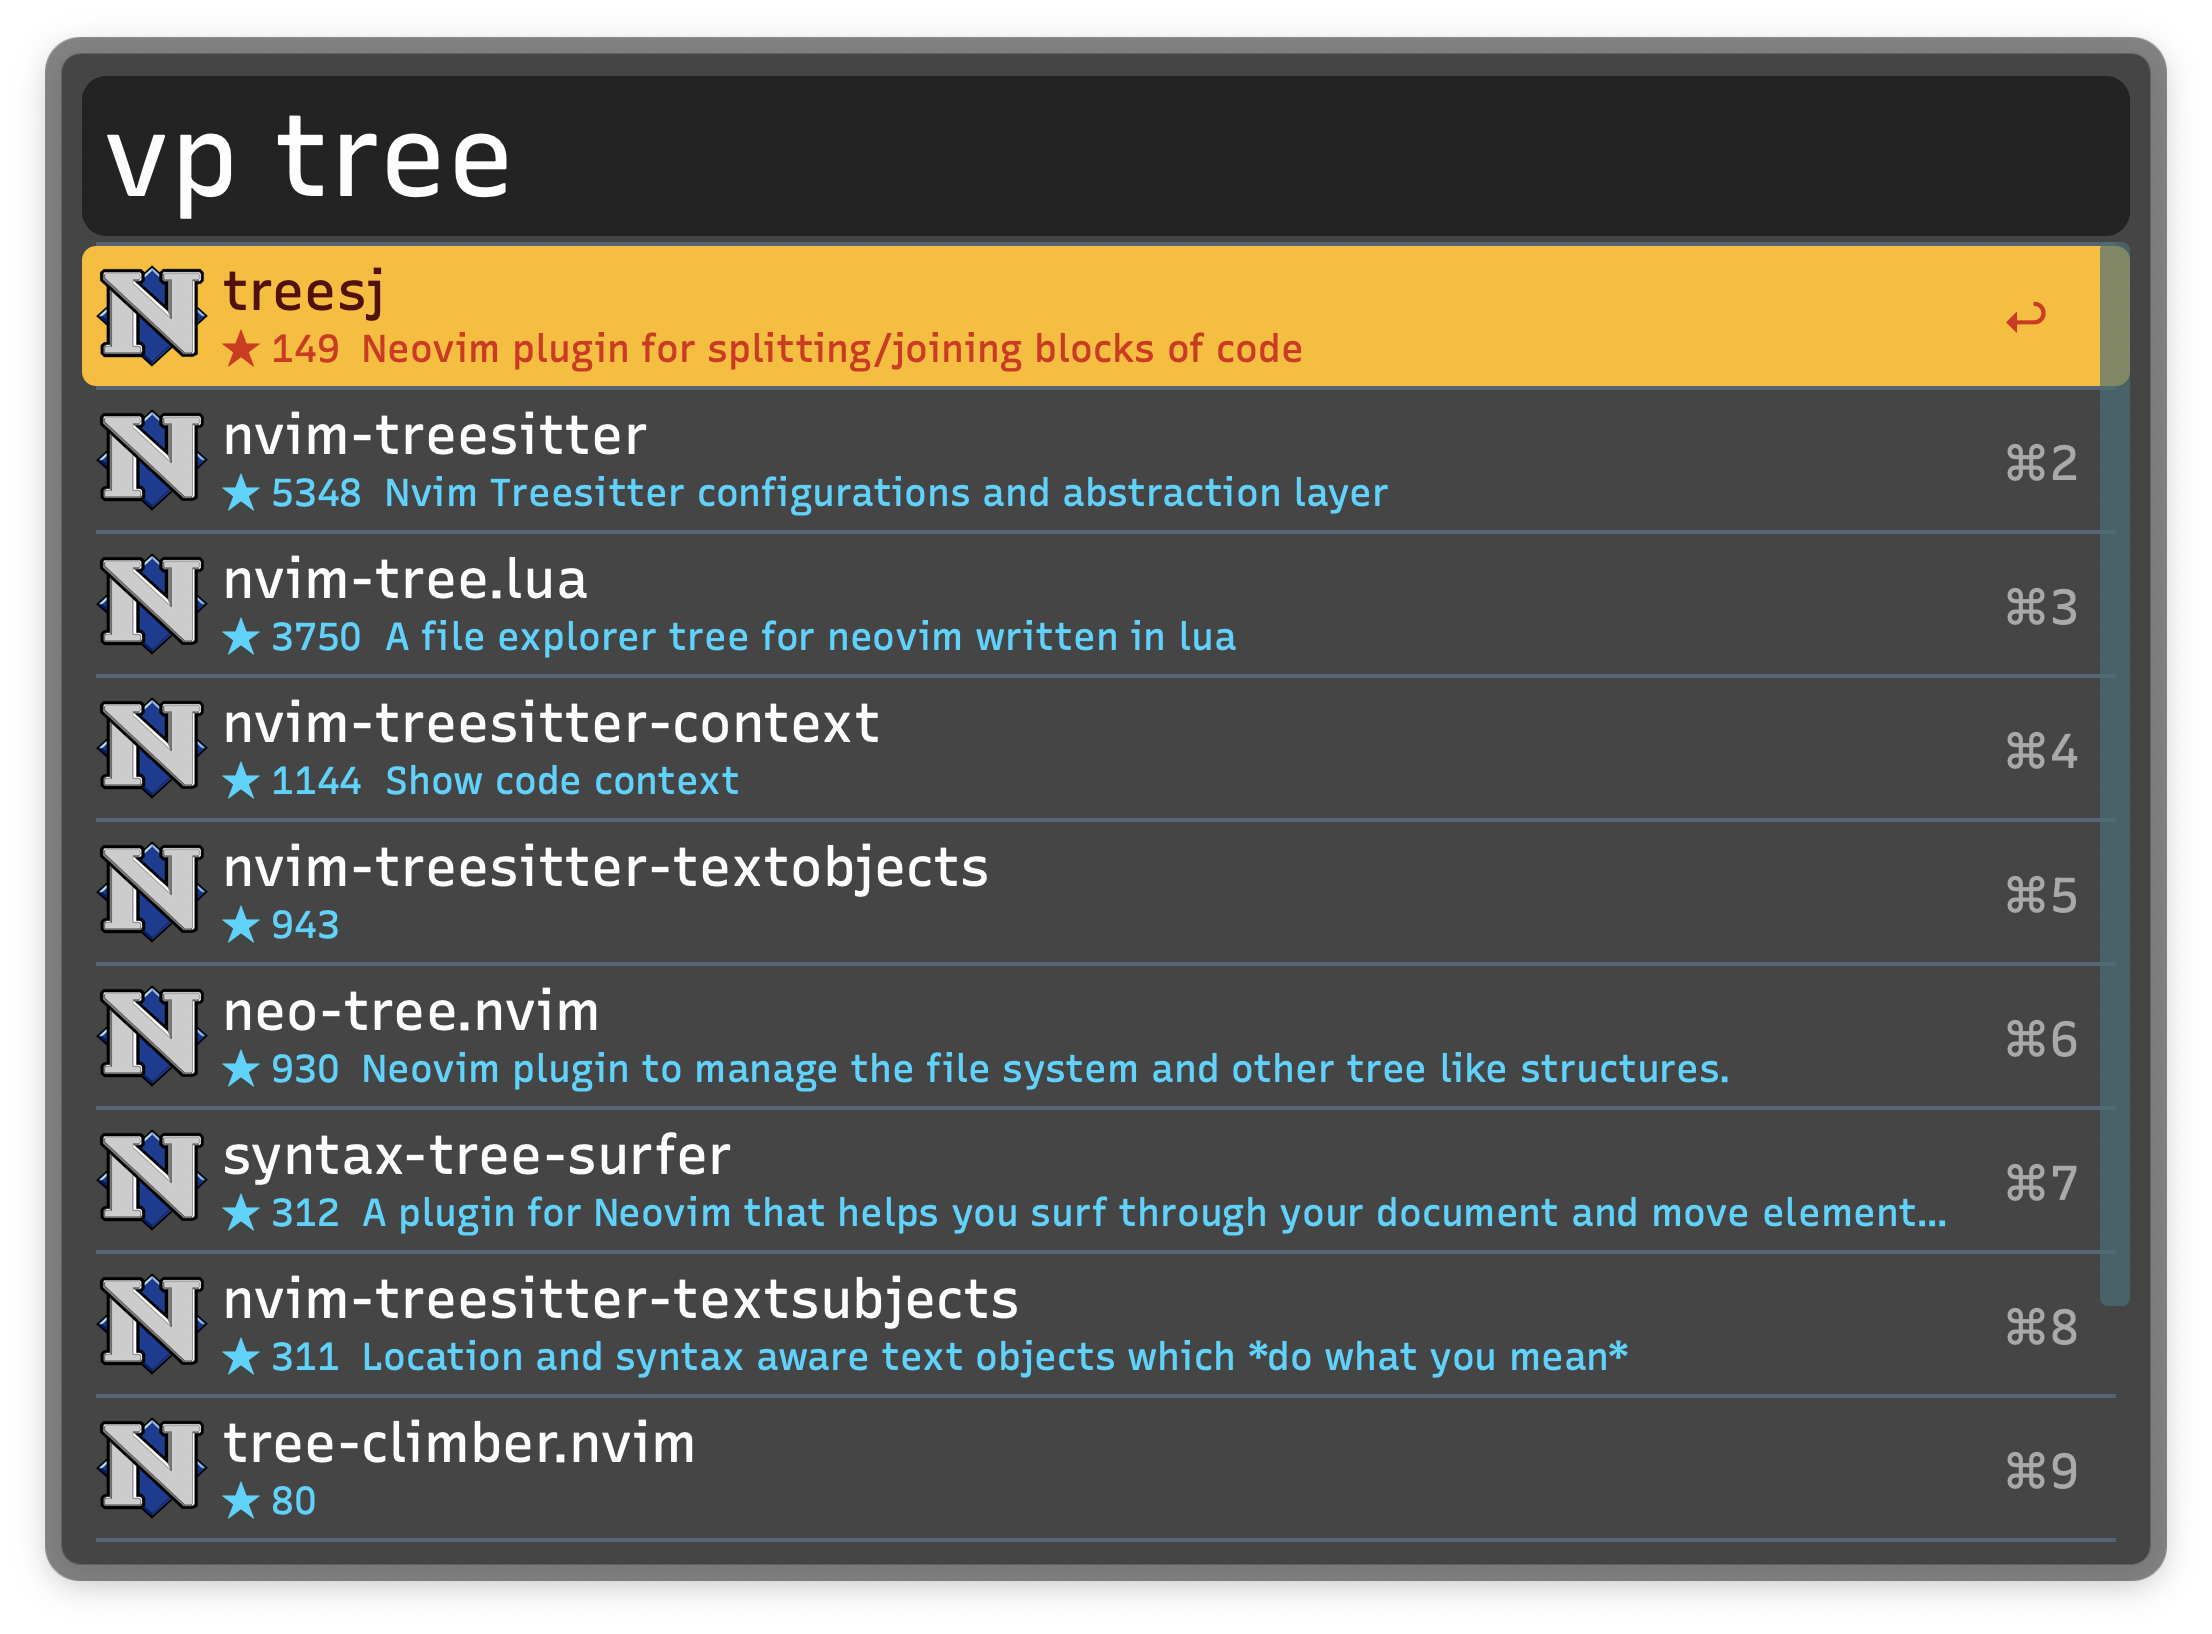 vp tree
treesj
★ 149 Neovim plugin for splitting/joining blocks of code
↩
nvim-treesitter
★ 5348 Nvim Treesitter configurations and abstraction layer
⌘2
nvim-tree.lua
★ 3750 A file explorer tree for neovim written in lua
⌘3
nvim-treesitter-context
★ 1144 Show code context
⌘4
nvim-treesitter-textobjects
★ 943
⌘5
neo-tree.nvim
★ 930 Neovim plugin to manage the file system and other tree like structures.
⌘6
syntax-tree-surfer
★ 312 A plugin for Neovim that helps you surf through your document and move element...
⌘7
nvim-treesitter-textsubjects
★ 311 Location and syntax aware text objects which *do what you mean*
⌘8
tree-climber.nvim
★ 80
⌘9